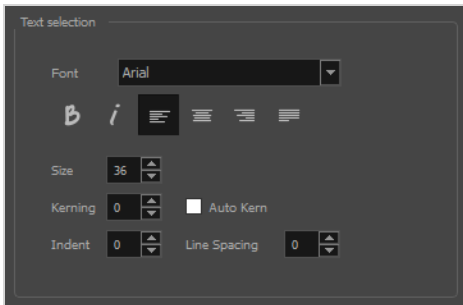 Text selection
Font Arial
B i
Size 36
Kerning 0 Auto Kern
Indent 0 Line Spacing 0